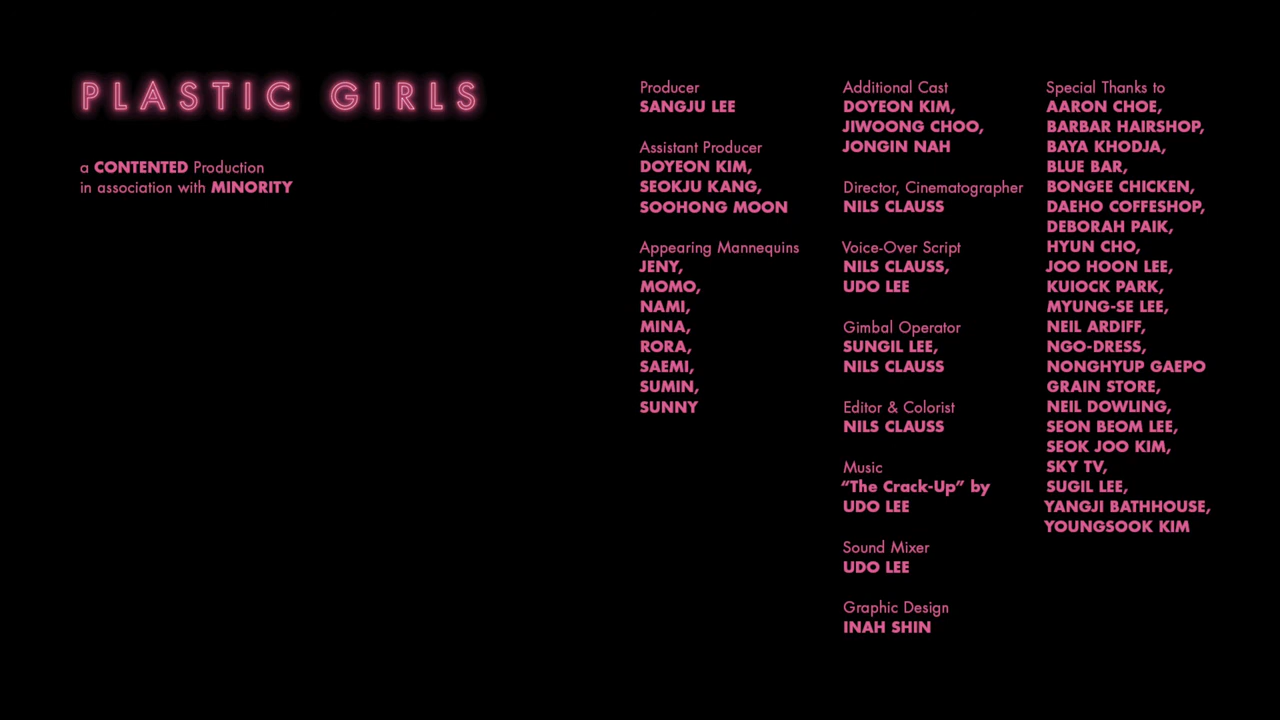 PLASTIC GIRLS
a CONTENTED Production
in association with MINORITY
Producer
SANGJU LEE
Assistant Producer
DOYEON KIM,
SEOKJU KANG,
SOOHONG MOON
Appearing Mannequins
JENY,
MOMO,
NAMI,
MINA,
RORA,
SAEMI,
SUMIN,
SUNNY
Additional Cast
DOYEON KIM,
JIWOONG CHOO,
JONGIN NAH
Director, Cinematographer
NILS CLAUSS
Voice-Over Script
NILS CLAUSS,
UDO LEE
Gimbal Operator
SUNGIL LEE,
NILS CLAUSS
Editor & Colorist
NILS CLAUSS
Music
“The Crack-Up” by
UDO LEE
Sound Mixer
UDO LEE
Graphic Design
INAH SHIN
Special Thanks to
AARON CHOE,
BARBAR HAIRSHOP,
BAYA KHODJA,
BLUE BAR,
BONGEE CHICKEN,
DAEHO COFFESHOP,
DEBORAH PAIK,
HYUN CHO,
JOO HOON LEE,
KUIOCK PARK,
MYUNG-SE LEE,
NEIL ARDIFF,
NGO-DRESS,
NONGHYUP GAEPO
GRAIN STORE,
NEIL DOWLING,
SEON BEOM LEE,
SEOK JOO KIM,
SKY TV,
SUGIL LEE,
YANGJI BATHHOUSE,
YOUNGSOOK KIM